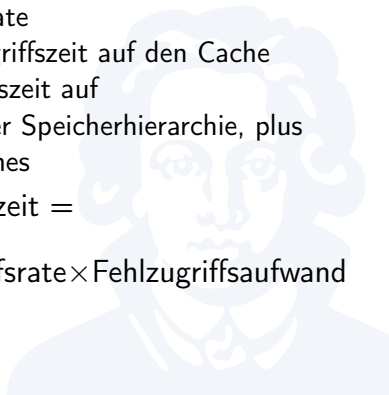 ate
riffszeit auf den Cache
szeit auf
er Speicherhierarchie, plus
nes
zeit =
fsrate×Fehlzugriffsaufwand